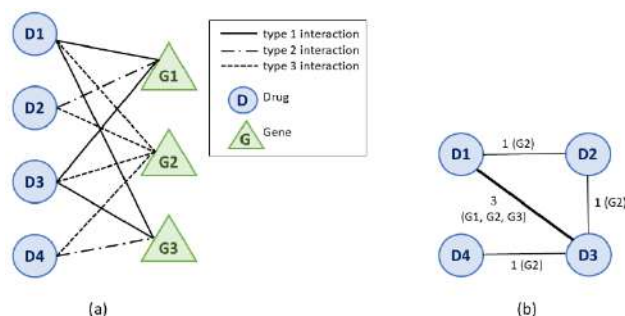 D1
D2
D3
D4
G1
G2
G3
type 1 interaction
type 2 interaction
type 3 interaction
D Drug
G Gene
(a)
D1 1 (G2) D2
3
(G1, G2, G3)
1 (G2)
D4 1 (G2) D3
(b)